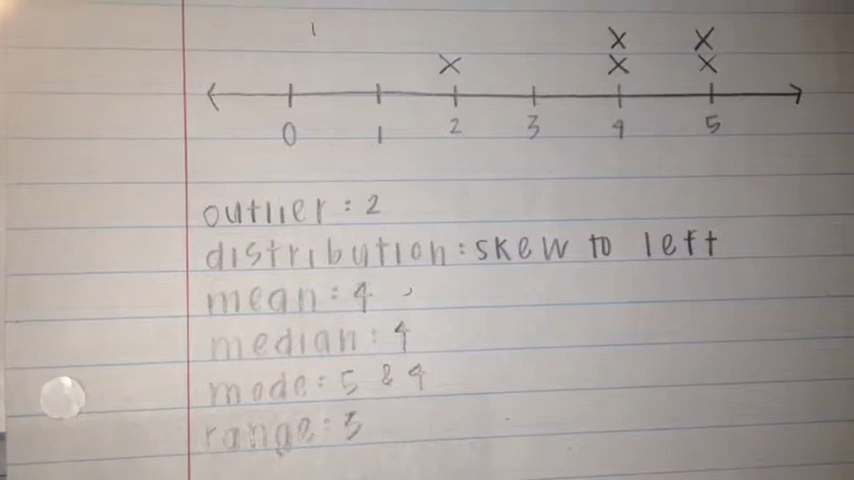 0 1 2 3 4 5
outlier : 2
distribution : skew to left
mean : 4
median : 4
mode : 5 & 4
range :